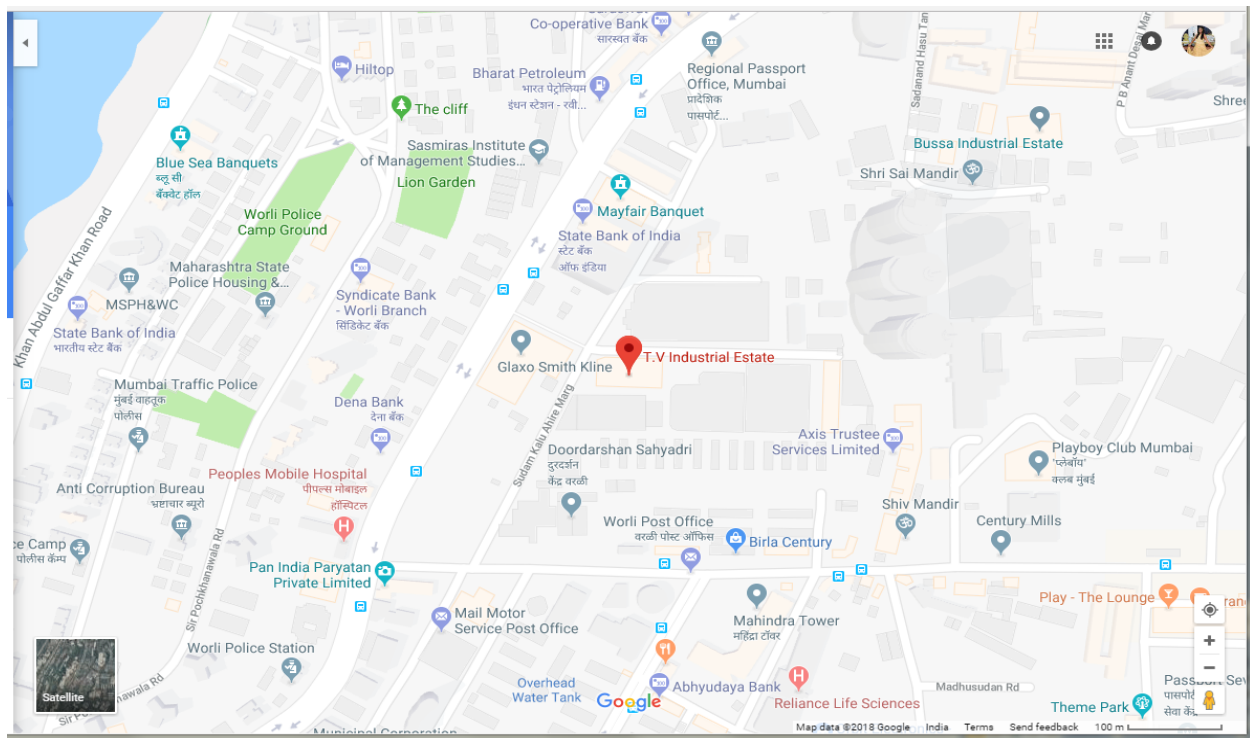 Co-operative Bank
सारस्वत बँक
Regional Passport
Office, Mumbai
प्रादेशिक
पासपोर्ट...
Hiltop
Bharat Petroleum
भारत पेट्रोलियम
इंधन स्टेशन - रवी...
The cliff
Sadanand Hasu Tan
P B Anant Desai Mar
Shree
Blue Sea Banquets
ब्लू सी
बँक्वेट हॉल
Sasmiras Institute
of Management Studies...
Lion Garden
Bussa Industrial Estate
Shri Sai Mandir
Worli Police
Camp Ground
Mayfair Banquet
State Bank of India
स्टेट बँक
ऑफ इंडिया
Khan Abdul Gaffar Khan Road
Maharashtra State
Police Housing &...
MSPH&WC
State Bank of India
भारतीय स्टेट बैंक
Syndicate Bank
- Worli Branch
सिंडिकेट बँक
Glaxo Smith Kline
T.V Industrial Estate
Mumbai Traffic Police
मुंबई वाहतूक
पोलीस
Dena Bank
देना बँक
Sudam Kalu Ahire Marg
Doordarshan Sahyadri
दुरदर्शन
केंद्र वरळी
Axis Trustee
Services Limited
Playboy Club Mumbai
'प्लेबॉय'
क्लब मुंबई
Peoples Mobile Hospital
पीपल्स मोबाइल
हॉस्पिटल
Anti Corruption Bureau
भ्रष्टाचार ब्यूरो
Worli Post Office
वरळी पोस्ट ऑफिस
Birla Century
Shiv Mandir
Century Mills
ce Camp
पोलीस कॅम्प
Sir Pochkhanawala Rd
Pan India Paryatan
Private Limited
Mail Motor
Service Post Office
Mahindra Tower
महिंद्रा टॉवर
Play - The Lounge
Worli Police Station
Overhead
Water Tank
Abhyudaya Bank
Reliance Life Sciences
Madhusudan Rd
Theme Park
Satellite
Google
Map data ©2018 Google India Terms Send feedback 100 m